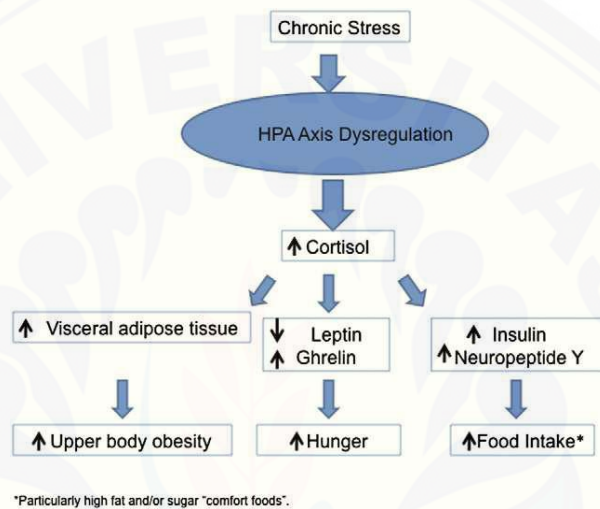 Chronic Stress
HPA Axis Dysregulation
↑ Cortisol
↑ Visceral adipose tissue
↓ Leptin
↑ Ghrelin
↑ Insulin
↑ Neuropeptide Y
↑ Upper body obesity
↑ Hunger
↑ Food Intake*
*Particularly high fat and/or sugar “comfort foods”.